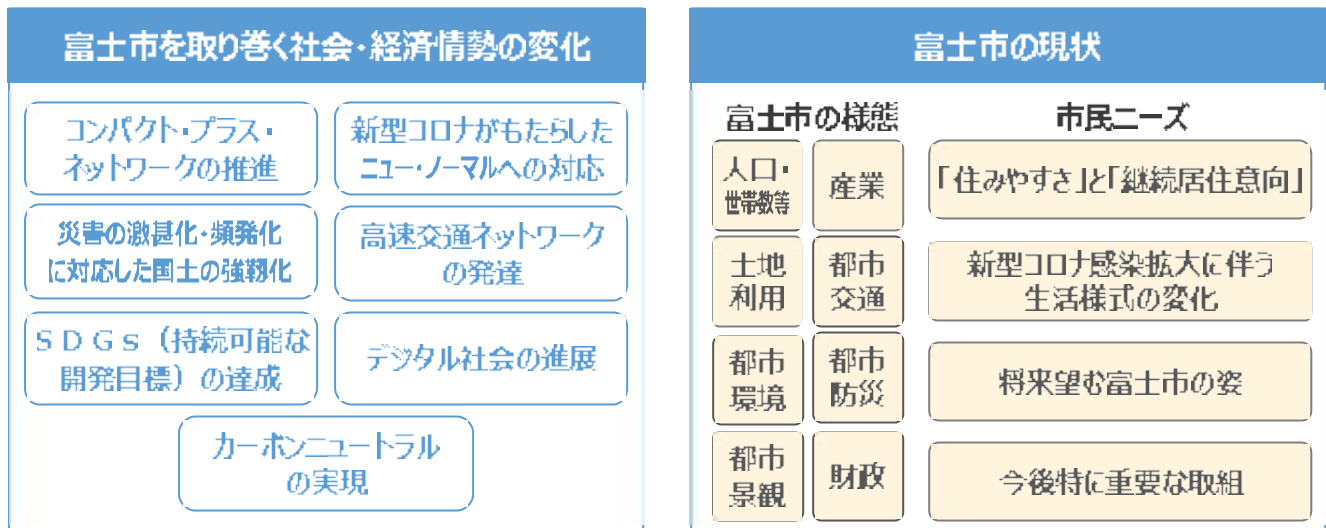 富士市を取り巻く社会・経済情勢の変化
コンパクト・プラス・
ネットワークの推進
新型コロナがもたらした
ニュー・ノーマルへの対応
災害の激甚化・頻発化
に対応した国土の強靱化
高速交通ネットワーク
の発達
ＳＤＧｓ（持続可能な
開発目標）の達成
デジタル社会の進展
カーボンニュートラル
の実現
富士市の現状
富士市の様態
人口・
世帯数等
産業
土地
利用
都市
交通
都市
環境
都市
防災
都市
景観
財政
市民ニーズ
「住みやすさ」と「継続居住意向」
新型コロナ感染拡大に伴う
生活様式の変化
将来望む富士市の姿
今後特に重要な取組